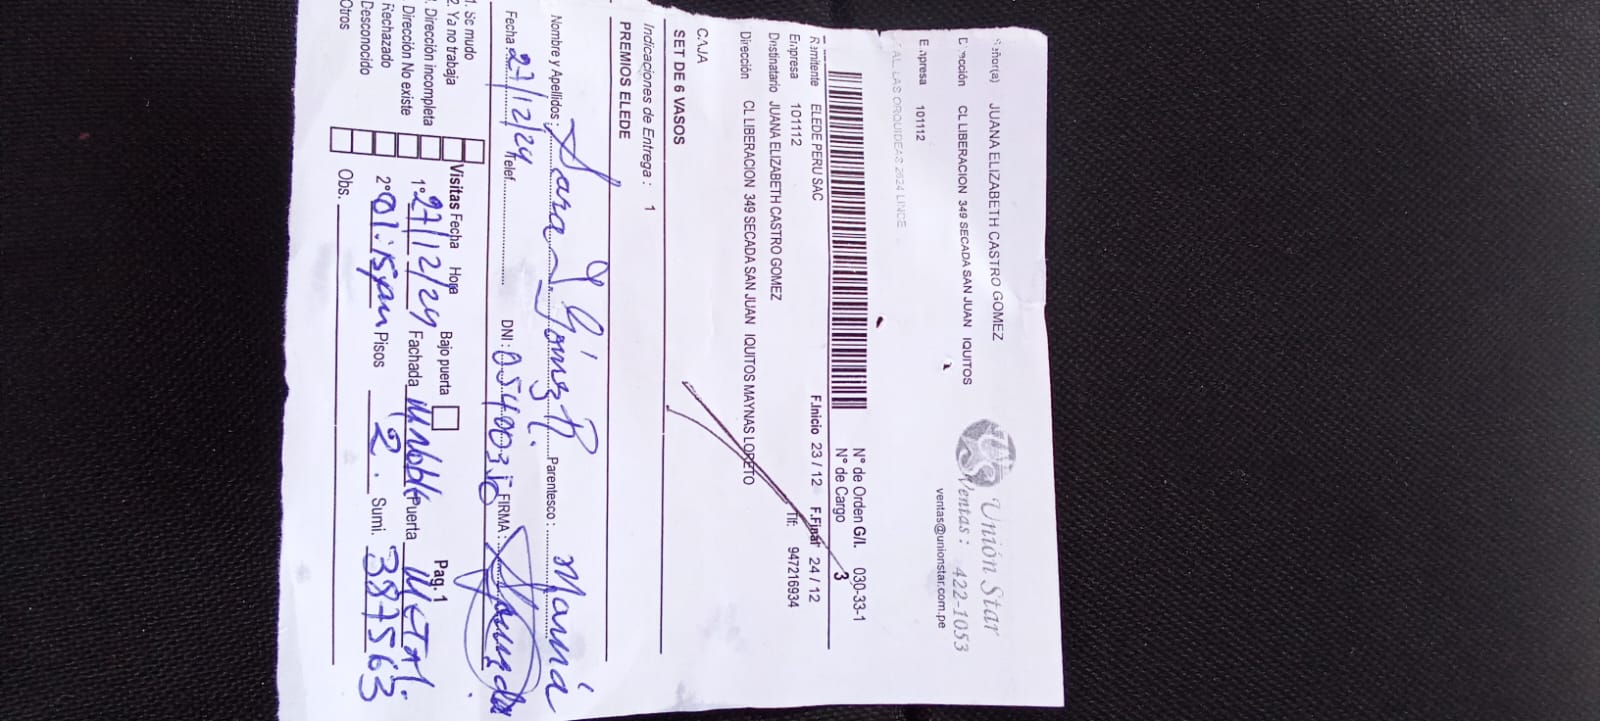 Señor(a) JUANA ELIZABETH CASTRO GOMEZ
Unión Star
Dirección CL LIBERACION 349 SECADA SAN JUAN IQUITOS
Ventas : 422-1053
Empresa 101112
ventas@unionstar.com.pe
CAL. LAS ORQUIDEAS 2624 LINCE
N° de Orden G/I. 030-33-1
N° de Cargo 3
Remitente ELEDE PERU SAC F.Inicio 23 / 12 F.Final 24 / 12
Empresa 101112
Tlf: 947216934
Destinatario JUANA ELIZABETH CASTRO GOMEZ
Dirección CL LIBERACION 349 SECADA SAN JUAN IQUITOS MAYNAS LORETO
CAJA
SET DE 6 VASOS
Indicaciones de Entrega : 1
PREMIOS ELEDE
Nombre y Apellidos : Sara Gómez Parentesco : Mamá
Fecha : 27/12/24 Telef. DNI : 05400350 FIRMA :
1. Se mudo
2. Ya no trabaja
. Dirección incompleta
. Dirección No existe
Rechazado
Desconocido
Otros
Visitas Fecha Hora Bajo puerta Pag. 1
1° 27/12/24 Fachada M. Noble Puerta Metal.
2° 01:15pm Pisos 2. Sumi. 387563
Obs.